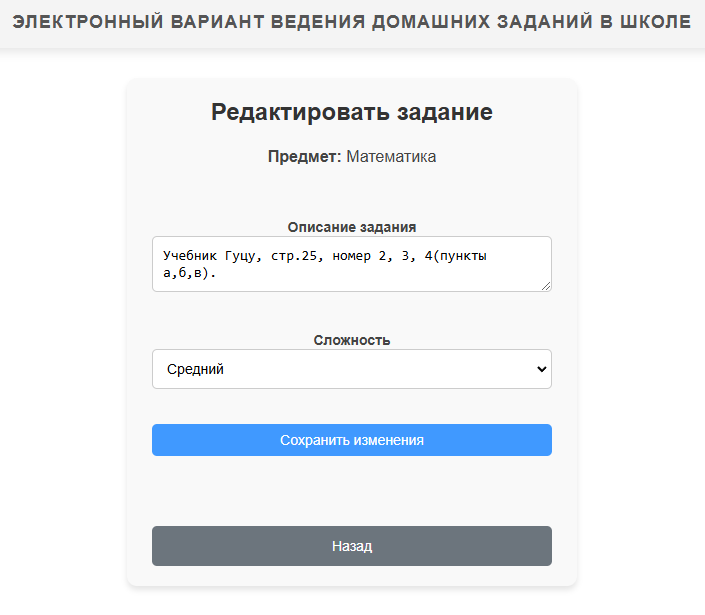 ЭЛЕКТРОННЫЙ ВАРИАНТ ВЕДЕНИЯ ДОМАШНИХ ЗАДАНИЙ В ШКОЛЕ
Редактировать задание
Предмет: Математика
Описание задания
Учебник Гуцу, стр.25, номер 2, 3, 4(пункты
а,б,в).
Сложность
Средний
Сохранить изменения
Назад